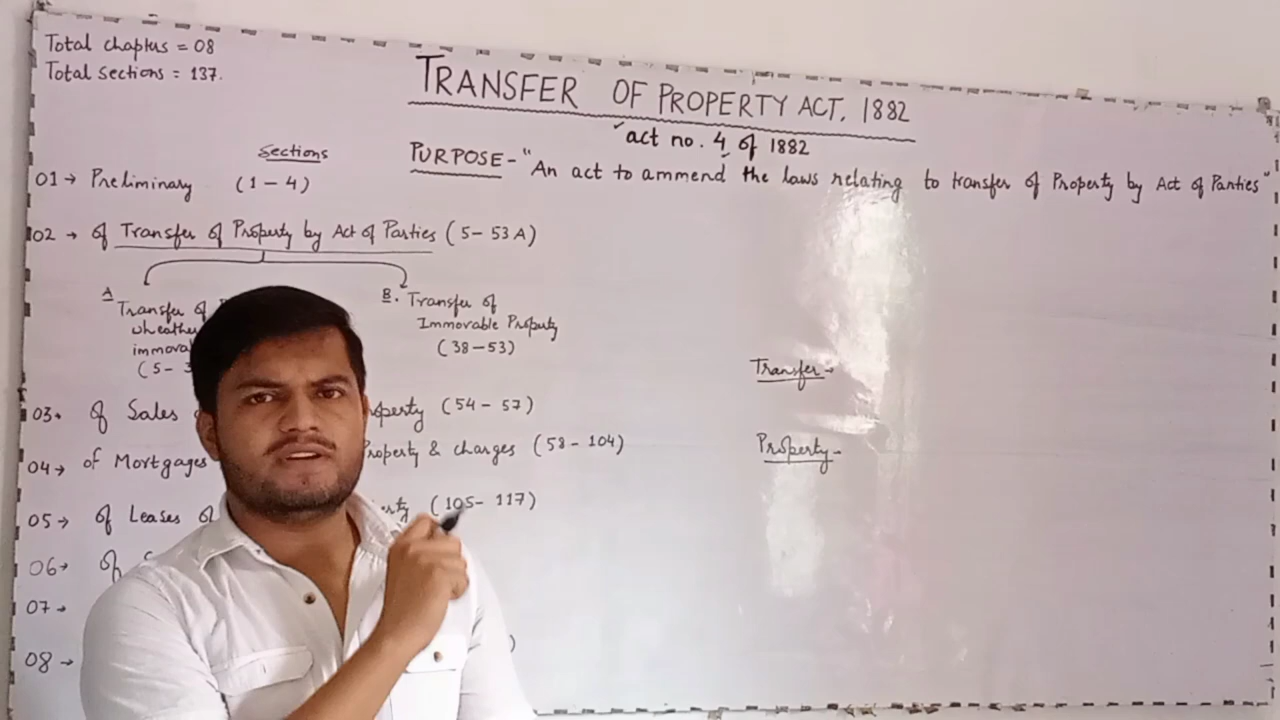 Total chapters = 08
Total Sections = 137.
TRANSFER OF PROPERTY ACT, 1882
act no. 4 of 1882
Sections
PURPOSE - "An act to ammend the laws relating to transfer of Property by Act of Parties"
01 → Preliminary (1 - 4)
02 → of Transfer of Property by Act of Parties (5 - 53A)
A
Transfer of
wheather
immova
(5 -
B. Transfer of
Immovable Property
(38 - 53)
Transfer -
03 → of Sales Property (54 - 57)
Property -
04 → of Mortgages Property & charges (58 - 104)
05 → of Leases of (105 - 117)
06 → of
07 →
08 →